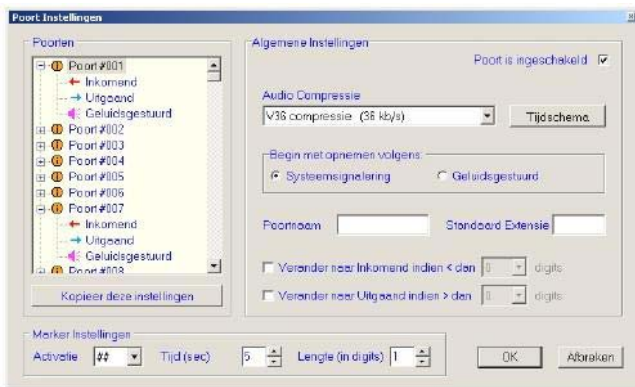 Poort Instellingen
Poorten
Poort #001
Inkomend
Uitgaand
Geluidsgestuurd
Poort #002
Poort #003
Poort #004
Poort #005
Poort #006
Poort #007
Inkomend
Uitgaand
Geluidsgestuurd
Poort #008
Kopieer deze instellingen
Algemene Instellingen
Poort is ingeschakeld
Audio Compressie
V36 compressie (36 kb/s)
Tijdschema
Begin met opnemen volgens:
Systeemsignalering
Geluidsgestuurd
Poortnaam
Standaard Extensie
Verander naar Inkomend indien < dan
digits
Verander naar Uitgaand indien > dan
digits
Marker Instellingen
Activatie ## Tijd (sec) 5 Lengte (in digits) 1
OK
Afbreken